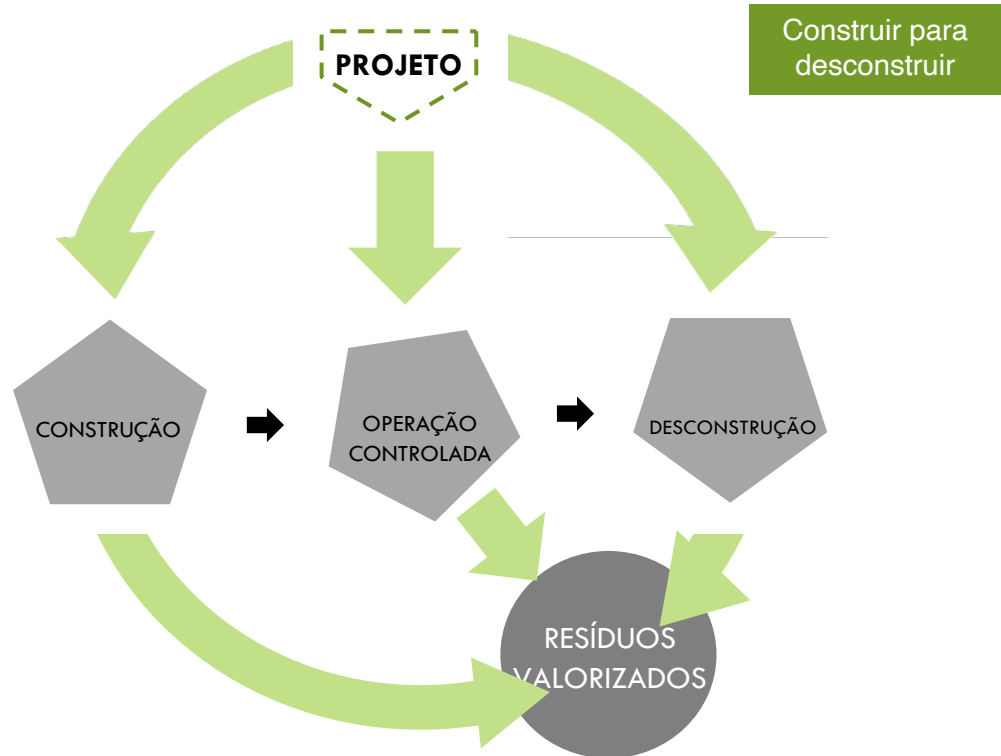 Construir para
desconstruir
PROJETO
CONSTRUÇÃO
OPERAÇÃO
CONTROLADA
DESCONSTRUÇÃO
RESÍDUOS
VALORIZADOS